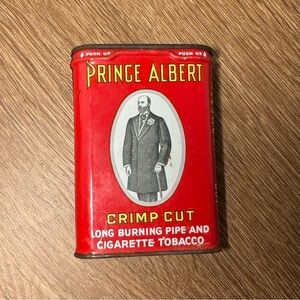 PUSH UP PUSH UP
PRINCE ALBERT
CRIMP CUT
LONG BURNING PIPE AND
CIGARETTE TOBACCO